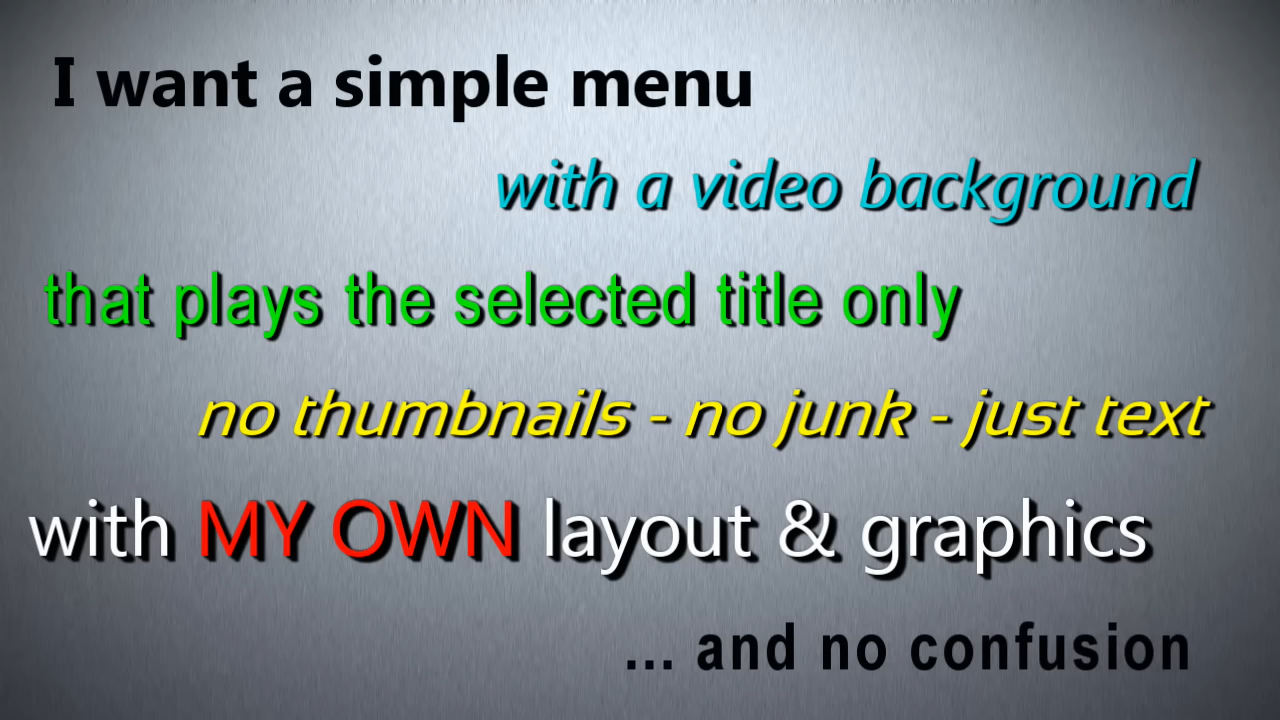 I want a simple menu
with a video background
that plays the selected title only
no thumbnails - no junk - just text
with MY OWN layout & graphics
... and no confusion